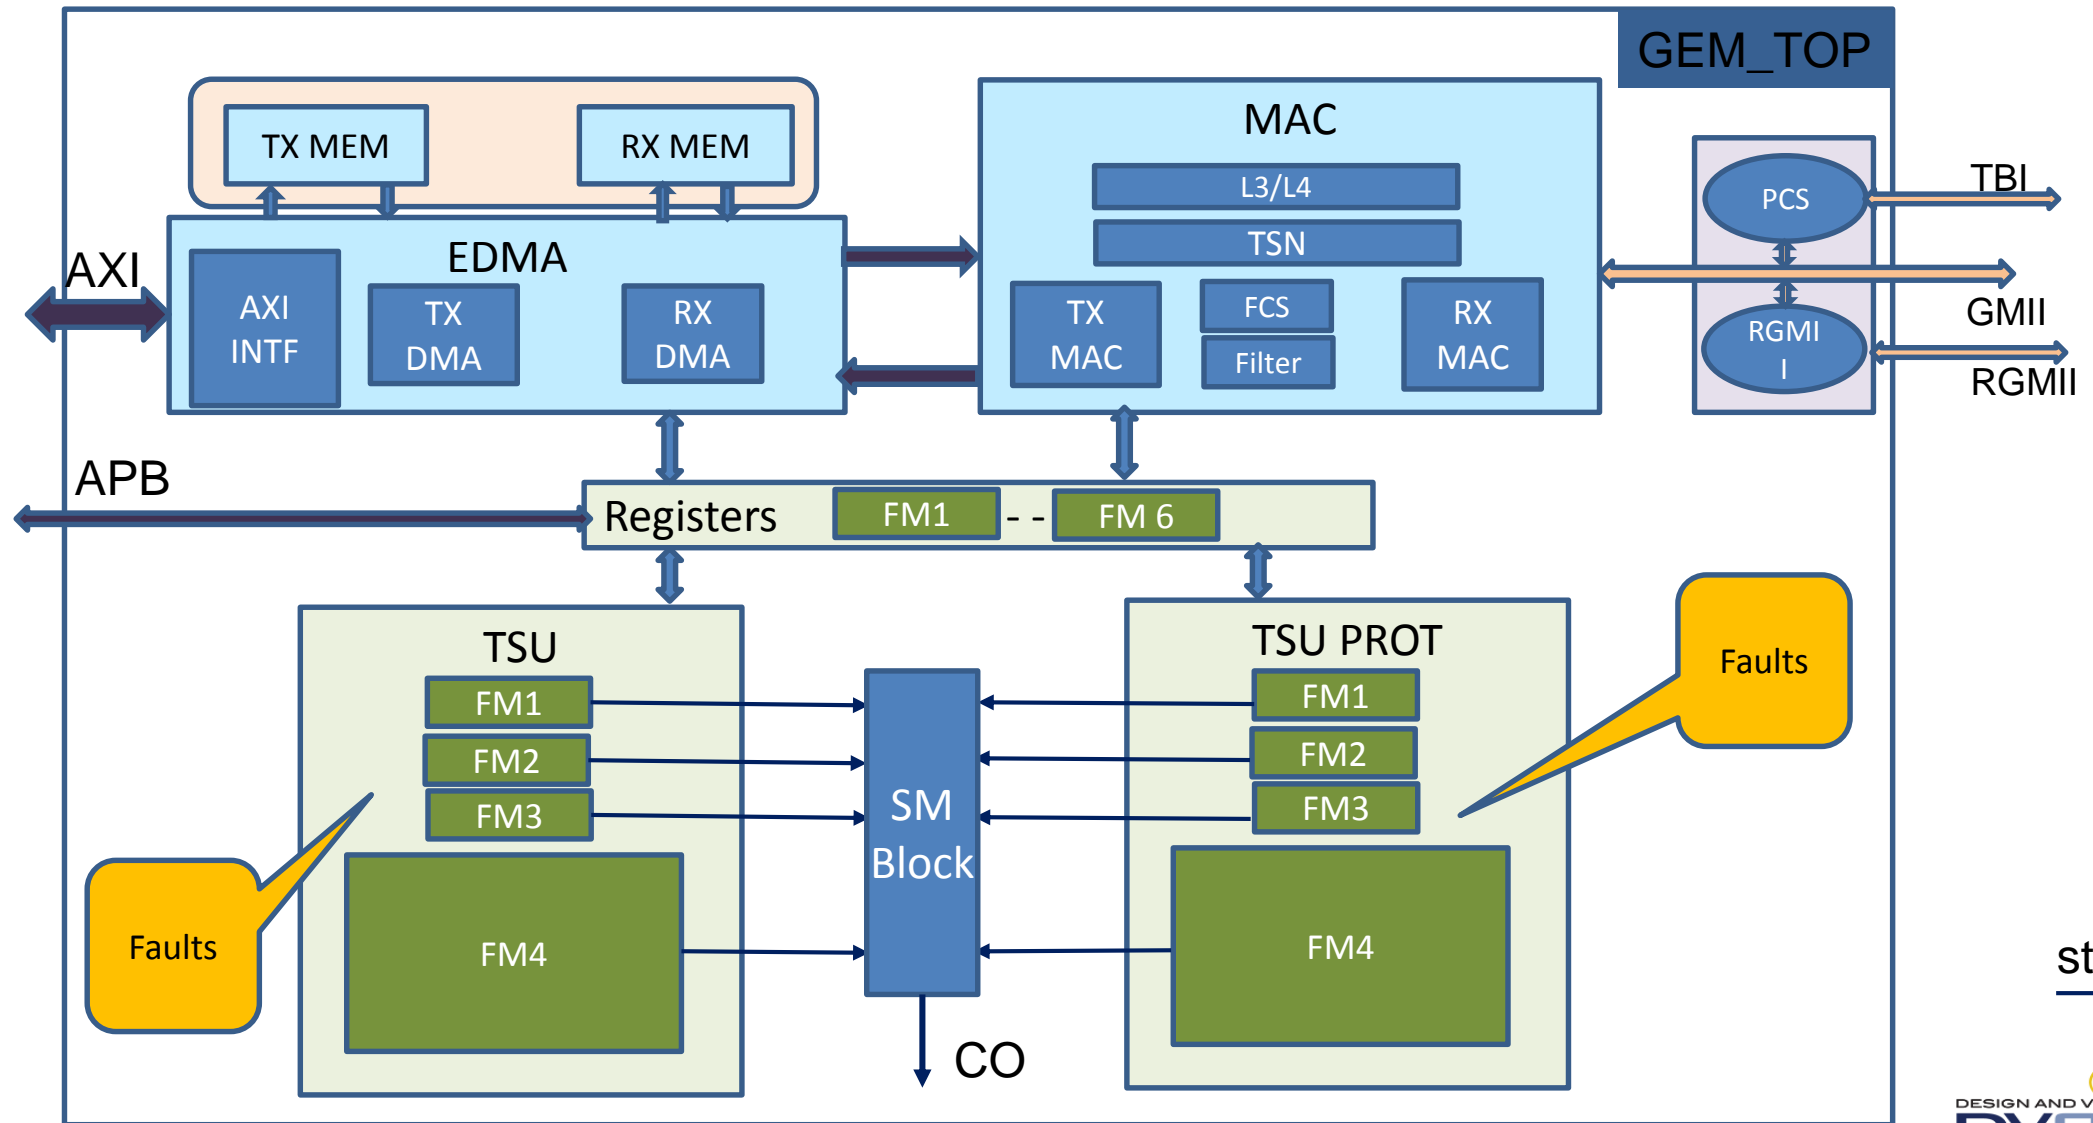 GEM_TOP
TX MEM
RX MEM
MAC
L3/L4
TSN
TX
MAC
FCS
Filter
RX
MAC
PCS
TBI
GMII
RGMI
I
RGMII
AXI
EDMA
AXI
INTF
TX
DMA
RX
DMA
APB
Registers
FM1
- -
FM 6
TSU
FM1
FM2
FM3
FM4
SM
Block
CO
TSU PROT
FM1
FM2
FM3
FM4
Faults
Faults
st
DESIGN AND V